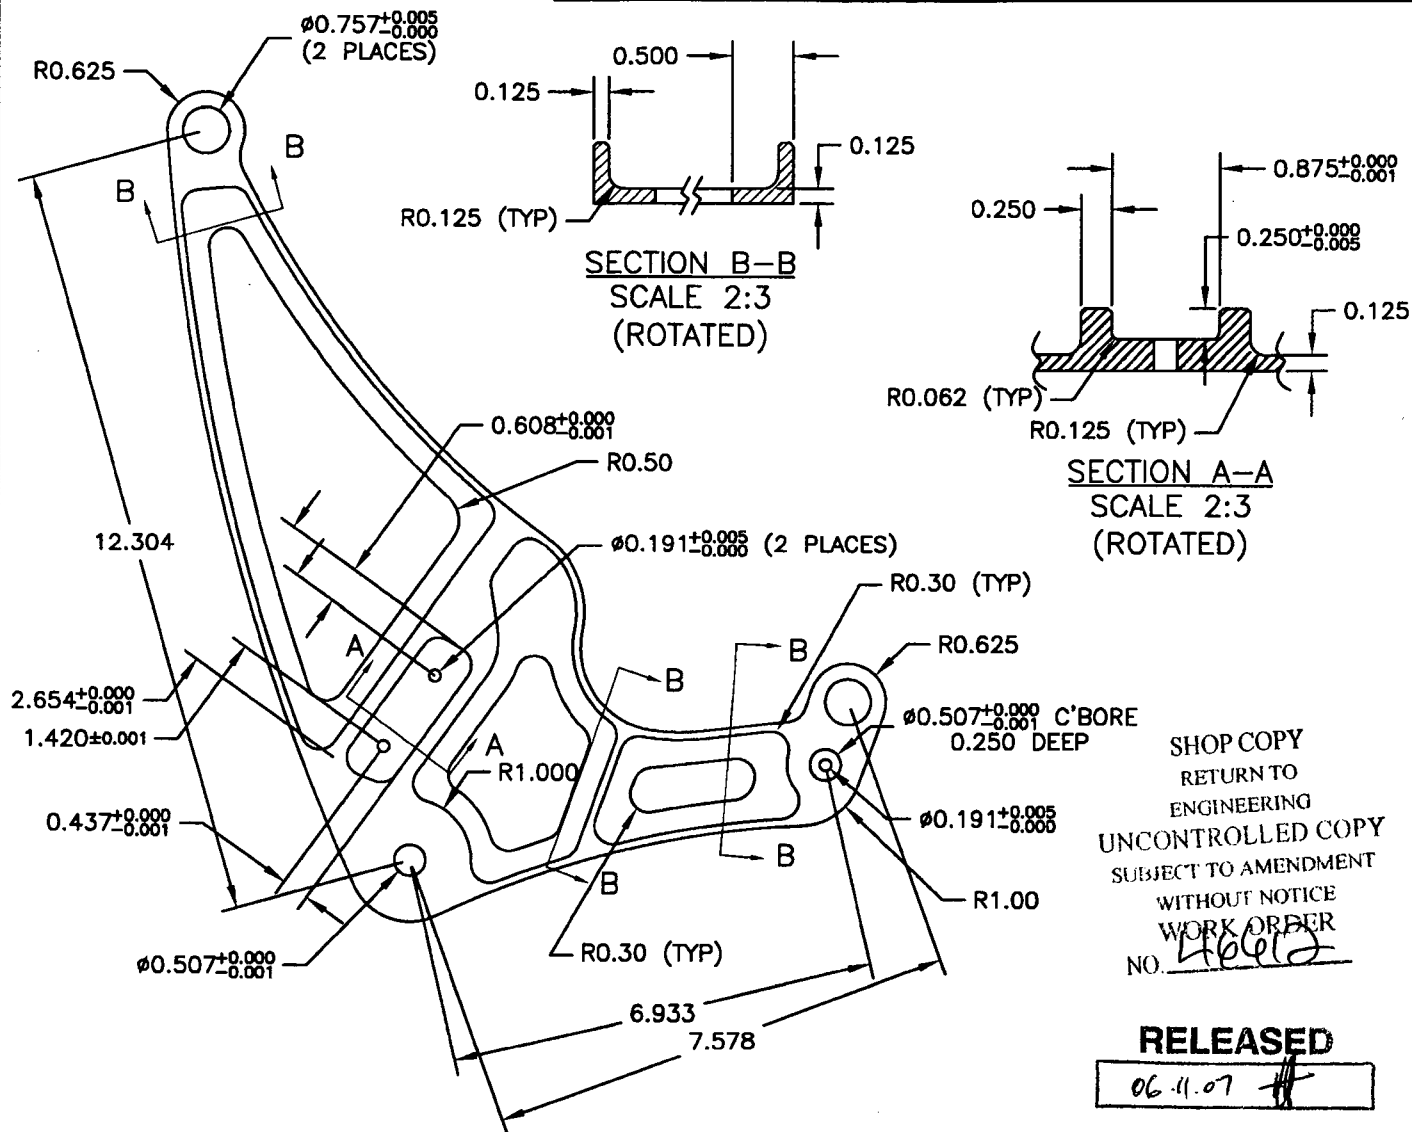 ø0.757+0.005 -0.000
(2 PLACES)
R0.625
B
B
0.500
0.125
0.125
R0.125 (TYP)
SECTION B-B
SCALE 2:3
(ROTATED)
0.875+0.000 -0.001
0.250
0.250+0.000 -0.005
0.125
R0.062 (TYP)
R0.125 (TYP)
SECTION A-A
SCALE 2:3
(ROTATED)
0.608+0.000 -0.001
R0.50
12.304
ø0.191+0.005 -0.000 (2 PLACES)
R0.30 (TYP)
R0.625
A
B
B
2.654+0.000 -0.001
1.420±0.001
ø0.507+0.000 -0.001 C'BORE
0.250 DEEP
A
R1.000
0.437+0.000 -0.001
ø0.191+0.005 -0.000
B
B
R1.00
ø0.507+0.000 -0.001
R0.30 (TYP)
6.933
7.578
SHOP COPY
RETURN TO
ENGINEERING
UNCONTROLLED COPY
SUBJECT TO AMENDMENT
WITHOUT NOTICE
WORK ORDER
NO.
RELEASED
06.11.07